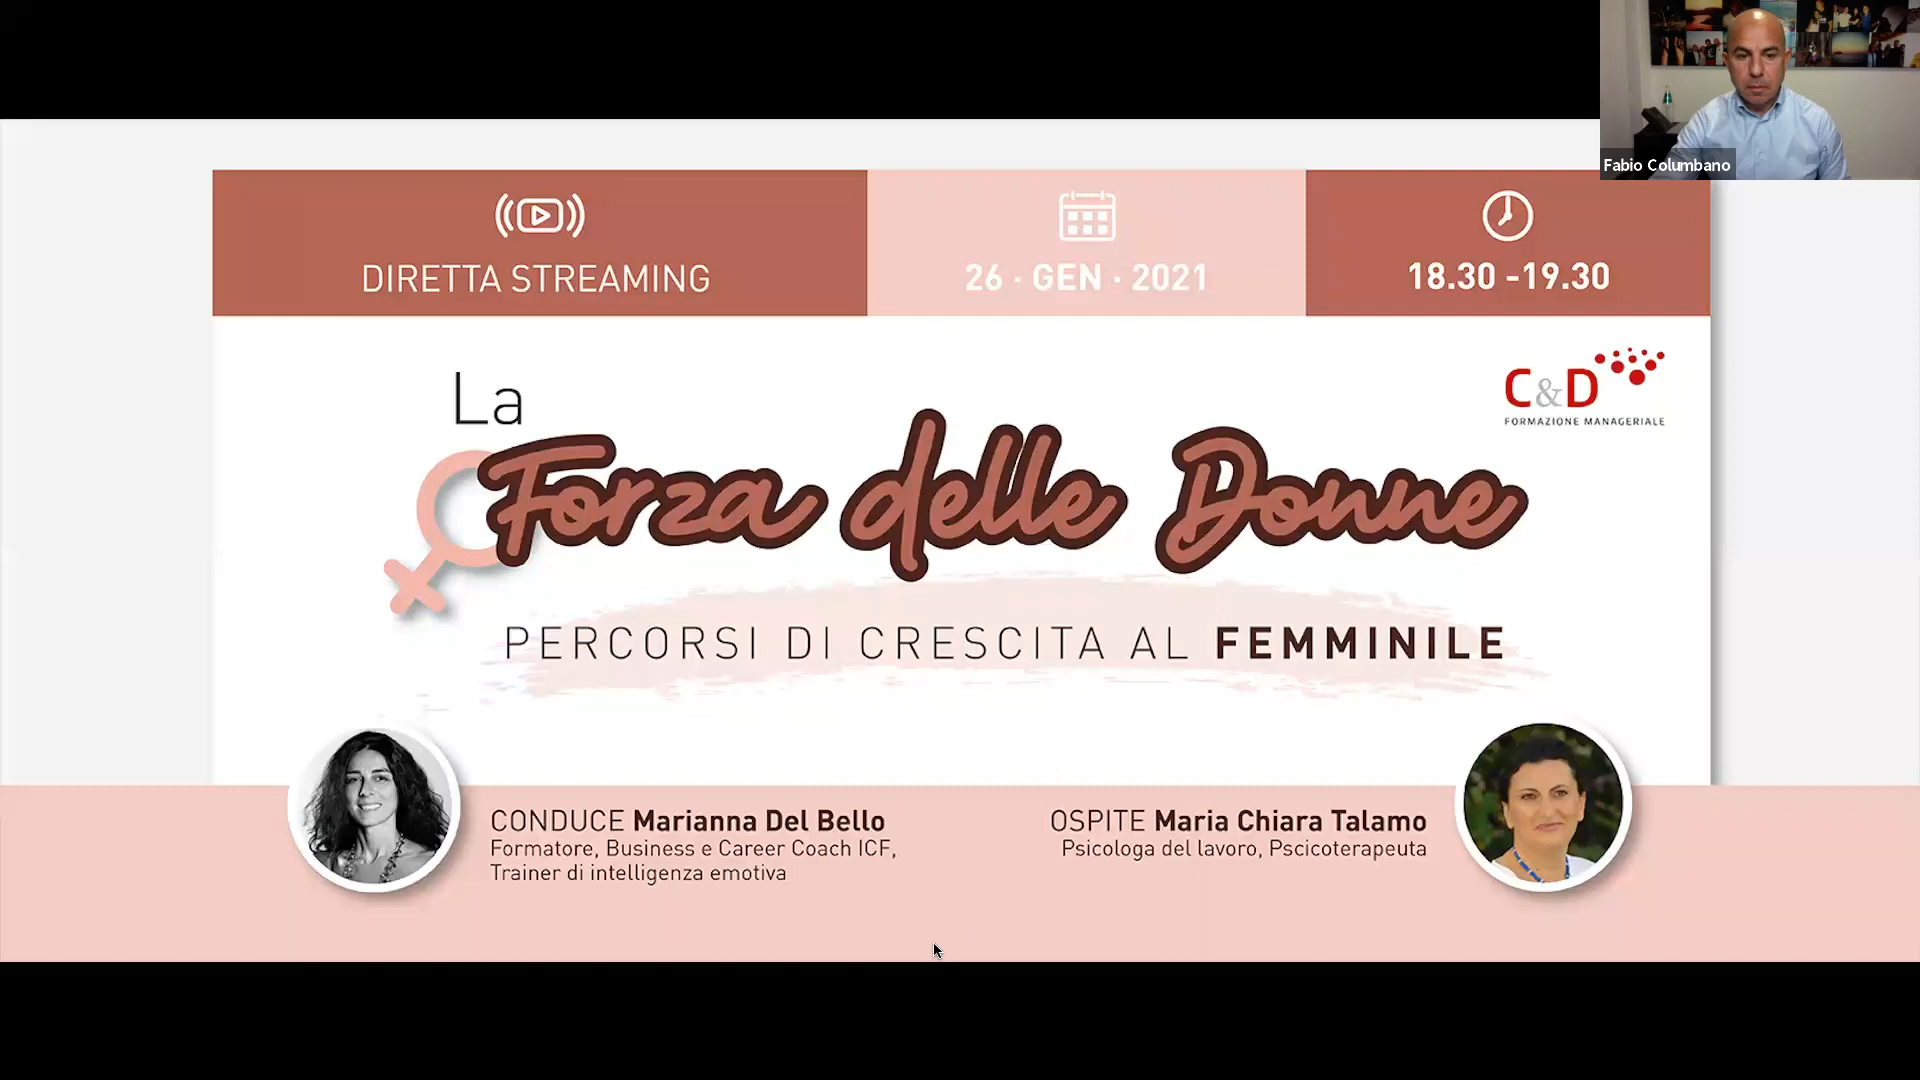 Fabio Columbano
DIRETTA STREAMING
26 · GEN · 2021
18.30 -19.30
C&D
FORMAZIONE MANAGERIALE
La
Forza delle Donne
PERCORSI DI CRESCITA AL FEMMINILE
CONDUCE Marianna Del Bello
Formatore, Business e Career Coach ICF,
Trainer di intelligenza emotiva
OSPITE Maria Chiara Talamo
Psicologa del lavoro, Pscicoterapeuta